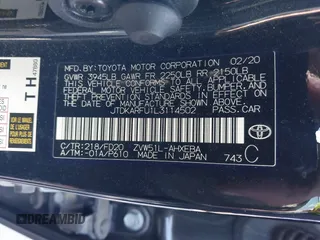 MFD. BY: TOYOTA MOTOR CORPORATION 02/20
GVWR 3945LB GAWR FR 2250LB RR 2150LB
THIS VEHICLE CONFORMS TO ALL APPLICABLE
FEDERAL MOTOR VEHICLE SAFETY, BUMPER, AND
THEFT PREVENTION STANDARDS IN EFFECT ON
THE DATE OF MANUFACTURE SHOWN ABOVE.
JTDKARFU1L3114502 PASS. CAR
C/TR:218/FD20 ZVW51L-AHXEBA
A/TM:-01A/P610 MADE IN JAPAN 743 C
TH
47860
DREAMBID